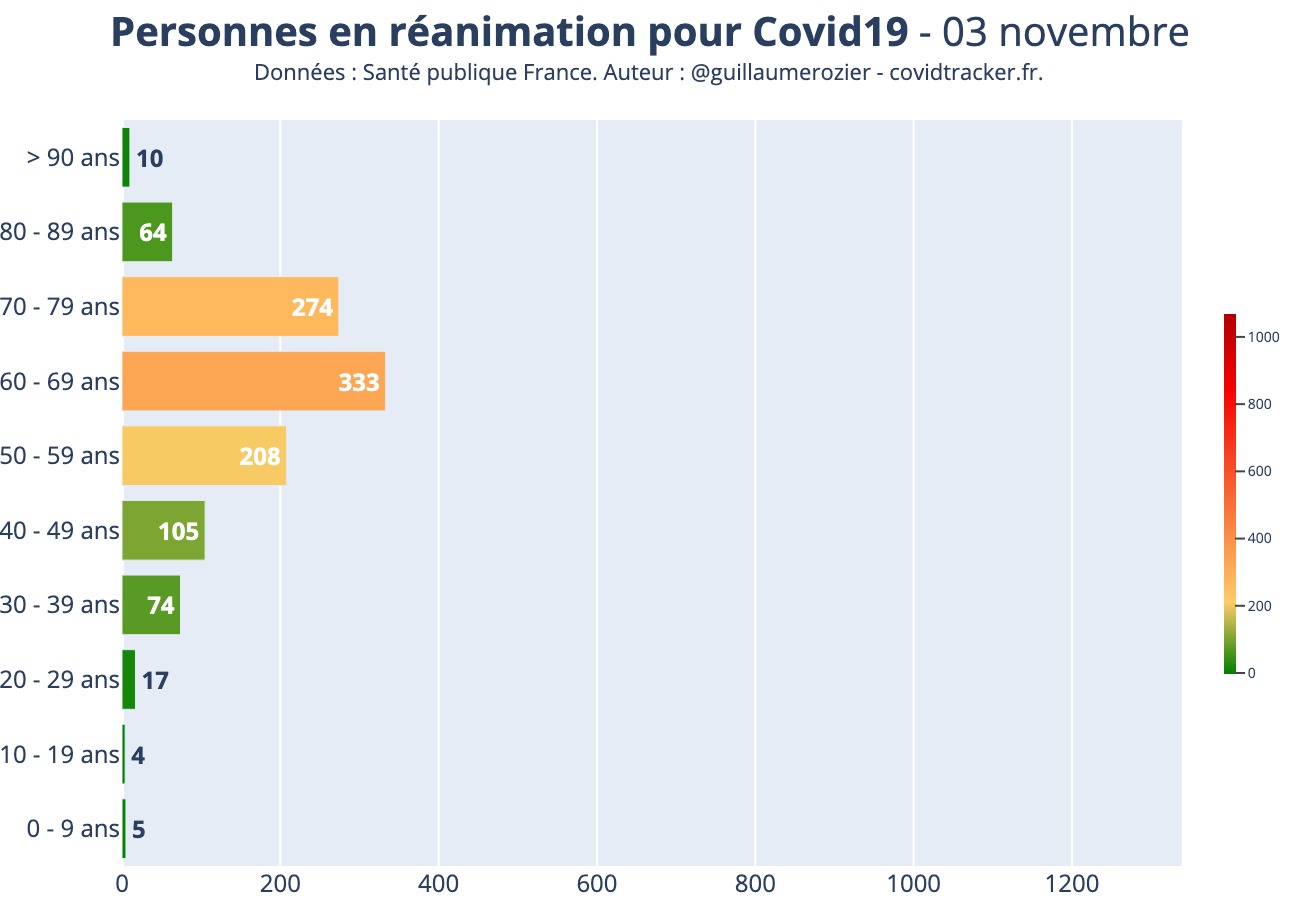 Personnes en réanimation pour Covid19 - 03 novembre
Données : Santé publique France. Auteur : @guillaumerozier - covidtracker.fr.
> 90 ans 10
80 - 89 ans 64
70 - 79 ans 274
60 - 69 ans 333
50 - 59 ans 208
40 - 49 ans 105
30 - 39 ans 74
20 - 29 ans 17
10 - 19 ans 4
0 - 9 ans 5
0 200 400 600 800 1000 1200
1000
800
600
400
200
0